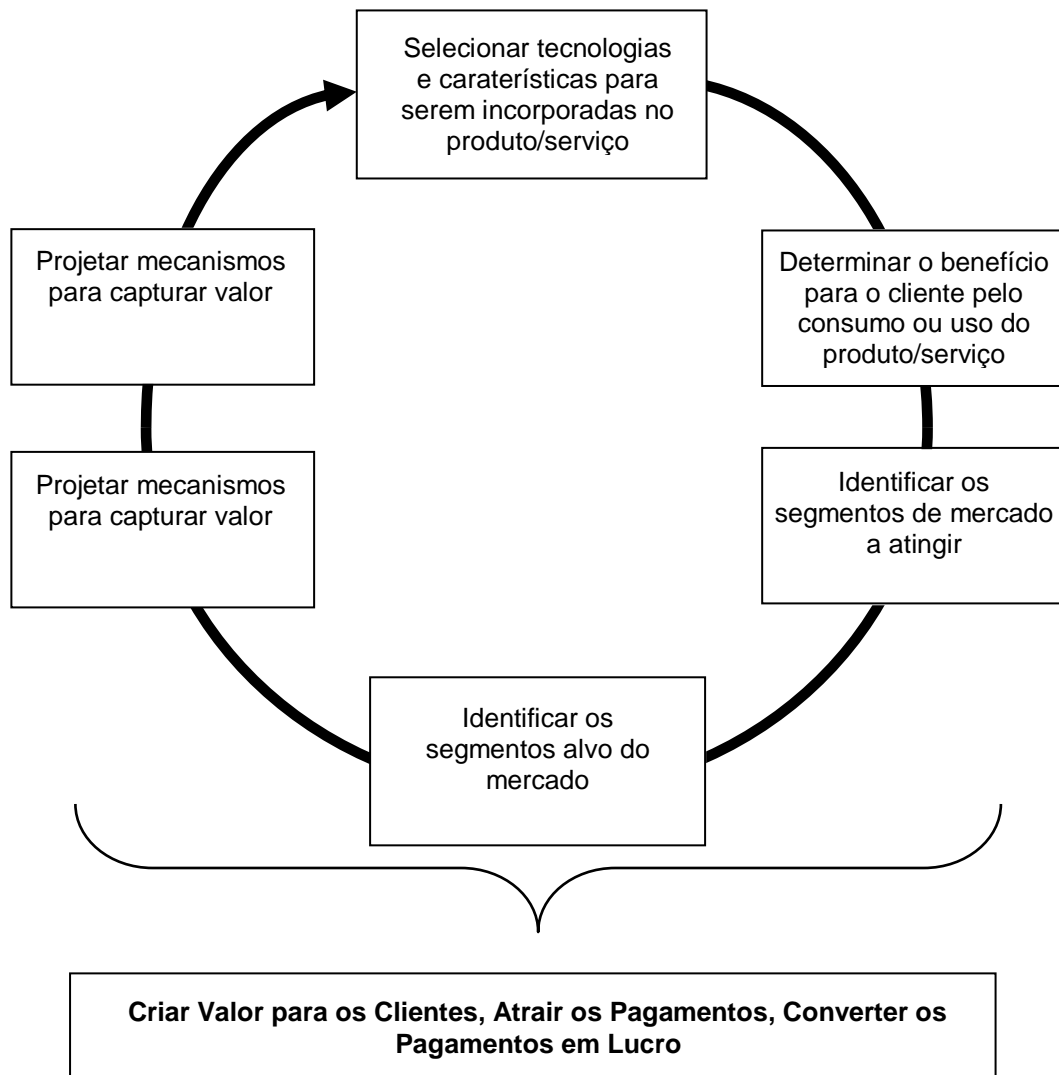 Selecionar tecnologias
e caraterísticas para
serem incorporadas no
produto/serviço
Projetar mecanismos
para capturar valor
Determinar o benefício
para o cliente pelo
consumo ou uso do
produto/serviço
Projetar mecanismos
para capturar valor
Identificar os
segmentos de mercado
a atingir
Identificar os
segmentos alvo do
mercado
Criar Valor para os Clientes, Atrair os Pagamentos, Converter os
Pagamentos em Lucro